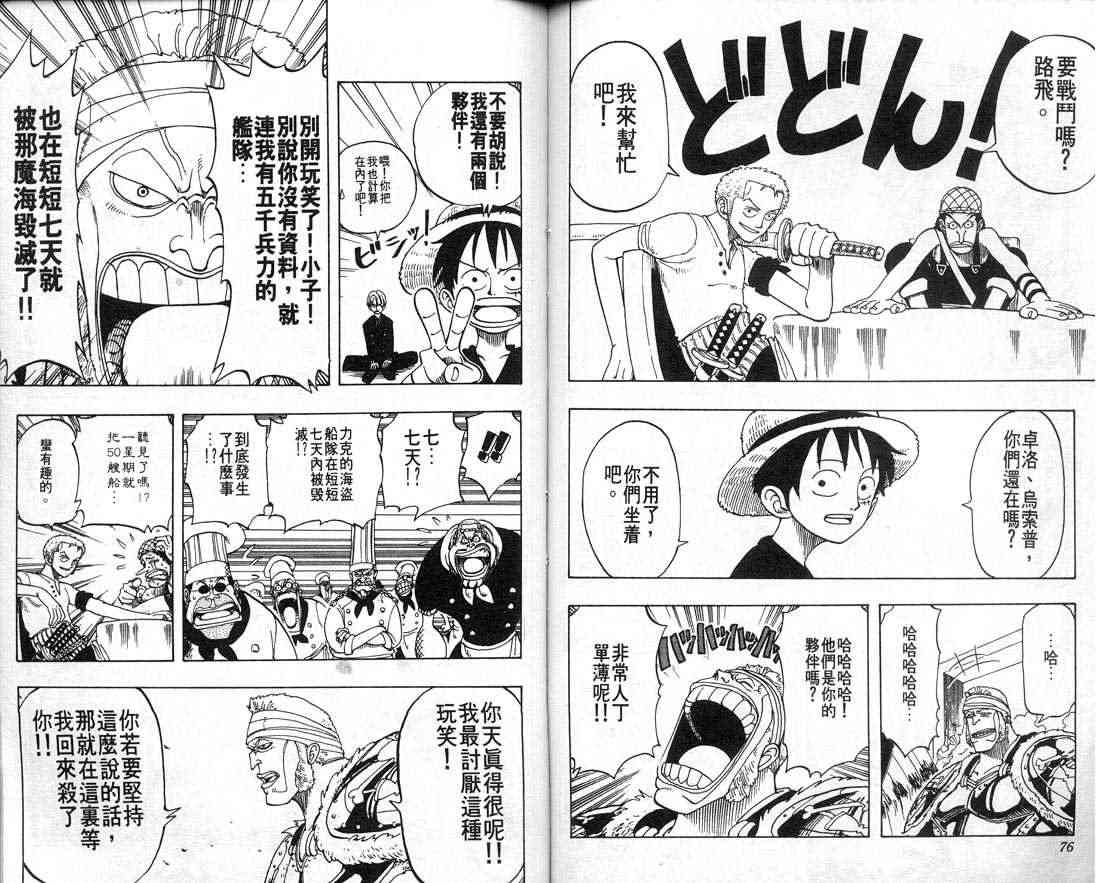 要戰鬥嗎?
路飛。
どどん!
我來幫忙
吧!
卓洛、烏索普,
你們還在嗎?
不用了,
你們坐着
吧。
…哈…
哈哈哈哈哈…
ハッハッハッハッ
哈哈哈哈!
他們是你的
夥伴嗎?
非常人丁
單薄呢!!
76
不要胡說!
我還有兩個
夥伴!
喂!你把
我也計算
在內了吧!
ビシッ!
別開玩笑了!小子!
別說你沒有資料,就
連我有五千兵力的
艦隊…
也在短短七天就
被那魔海毀滅了!!
!!
七…
七天!?
力克的海盜
船隊在短短
七天內被毀
滅!?
到底發生
了什麼事
…!?
聽見了嗎!?
一星期就
把50艘船…
蠻有趣的。
你天真得很呢!!
我最討厭這種
玩笑!
你若要堅持
這麼說的話,
那就在這裏等
我回來殺了
你!!